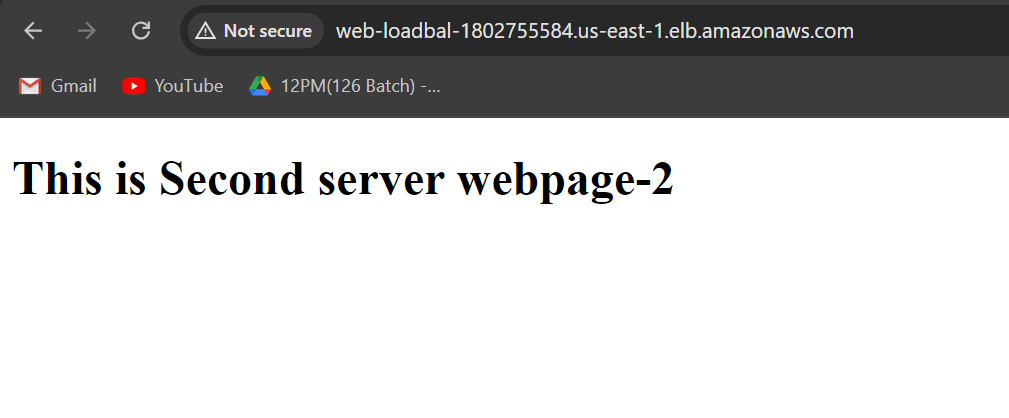 Not secure web-loadbal-1802755584.us-east-1.elb.amazonaws.com
Gmail YouTube 12PM(126 Batch) -...
This is Second server webpage-2